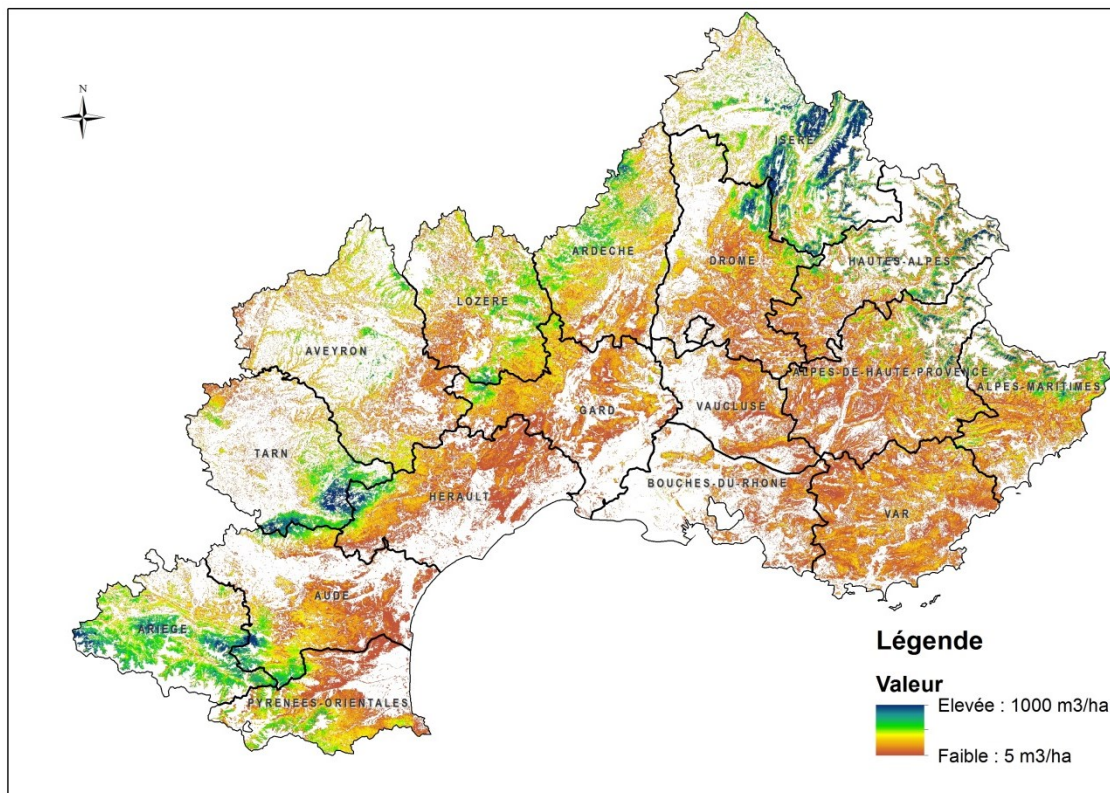 N
ISERE
ARDECHE
DROME
HAUTES-ALPES
LOZERE
AVEYRON
ALPES-DE-HAUTE-PROVENCE
ALPES-MARITIMES
GARD
VAUCLUSE
TARN
HERAULT
BOUCHES-DU-RHONE
VAR
AUDE
ARIEGE
PYRENEES-ORIENTALES
Légende
Valeur
Elevée : 1000 m3/ha
Faible : 5 m3/ha